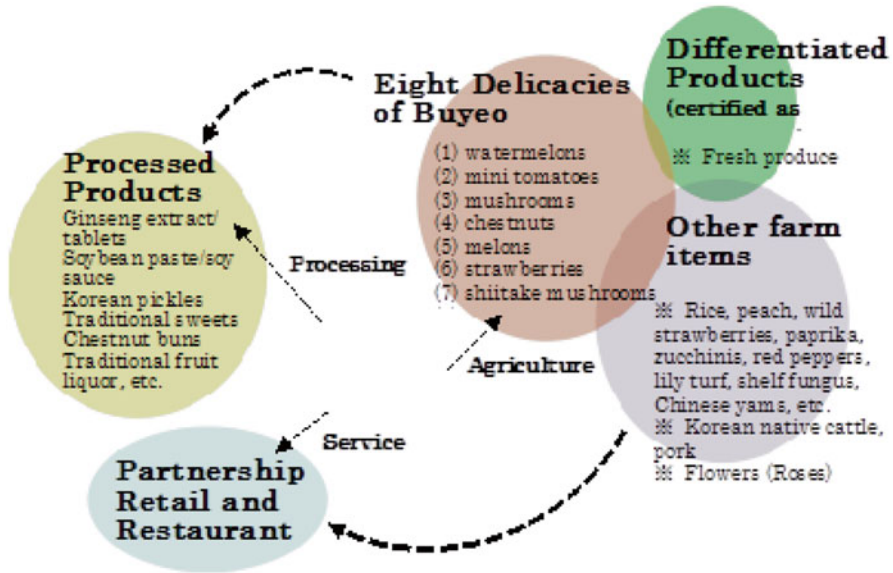 Differentiated
Products
(certified as
※ Fresh produce
Eight Delicacies
of Buyeo
(1) watermelons
(2) mini tomatoes
(3) mushrooms
(4) chestnuts
(5) melons
(6) strawberries
(7) shiitake mushrooms
Processed
Products
Ginseng extract/
tablets
Soybean paste/soy
sauce
Korean pickles
Traditional sweets
Chestnut buns
Traditional fruit
liquor, etc.
Processing
Agriculture
Service
Other farm
items
※ Rice, peach, wild
strawberries, paprika,
zucchinis, red peppers,
lily turf, shelf fungus,
Chinese yams, etc.
※ Korean native cattle,
pork
※ Flowers (Roses)
Partnership
Retail and
Restaurant